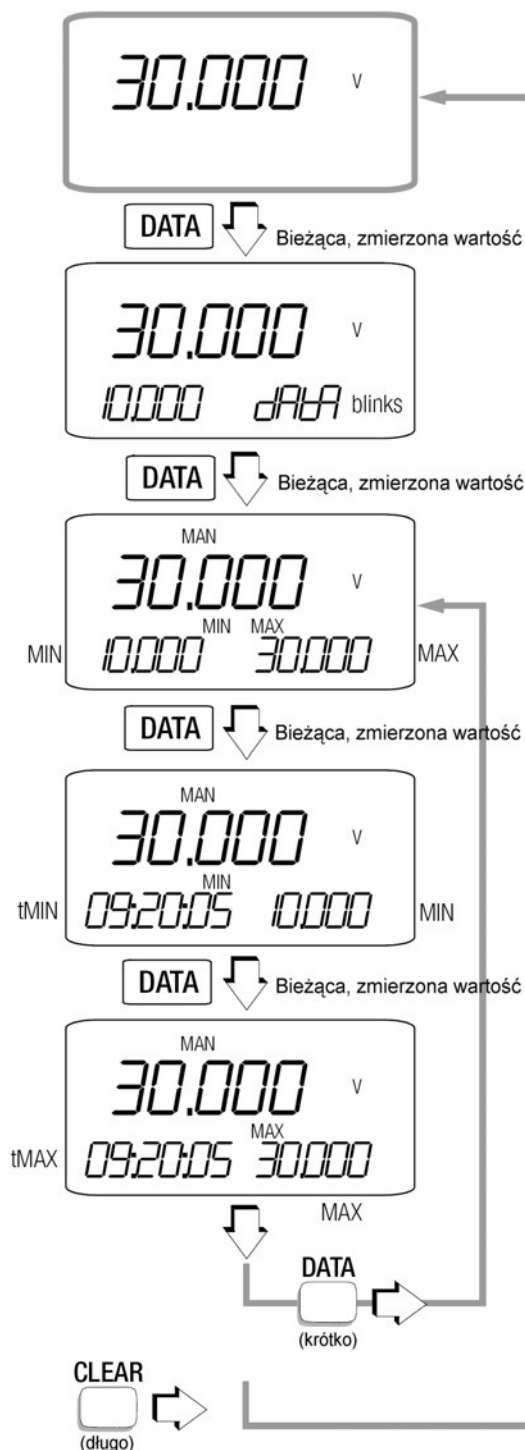 30.000 V
DATA Bieżąca, zmierzona wartość
30.000 V
10.000 dAtA blinks
DATA Bieżąca, zmierzona wartość
MAN
30.000 V
MIN MAX
MIN 10.000 30.000 MAX
DATA Bieżąca, zmierzona wartość
MAN
30.000 V
MIN
tMIN 09:20:05 10.000 MIN
DATA Bieżąca, zmierzona wartość
MAN
30.000 V
MAX
tMAX 09:20:05 30.000
MAX
DATA
(krótko)
CLEAR
(długo)